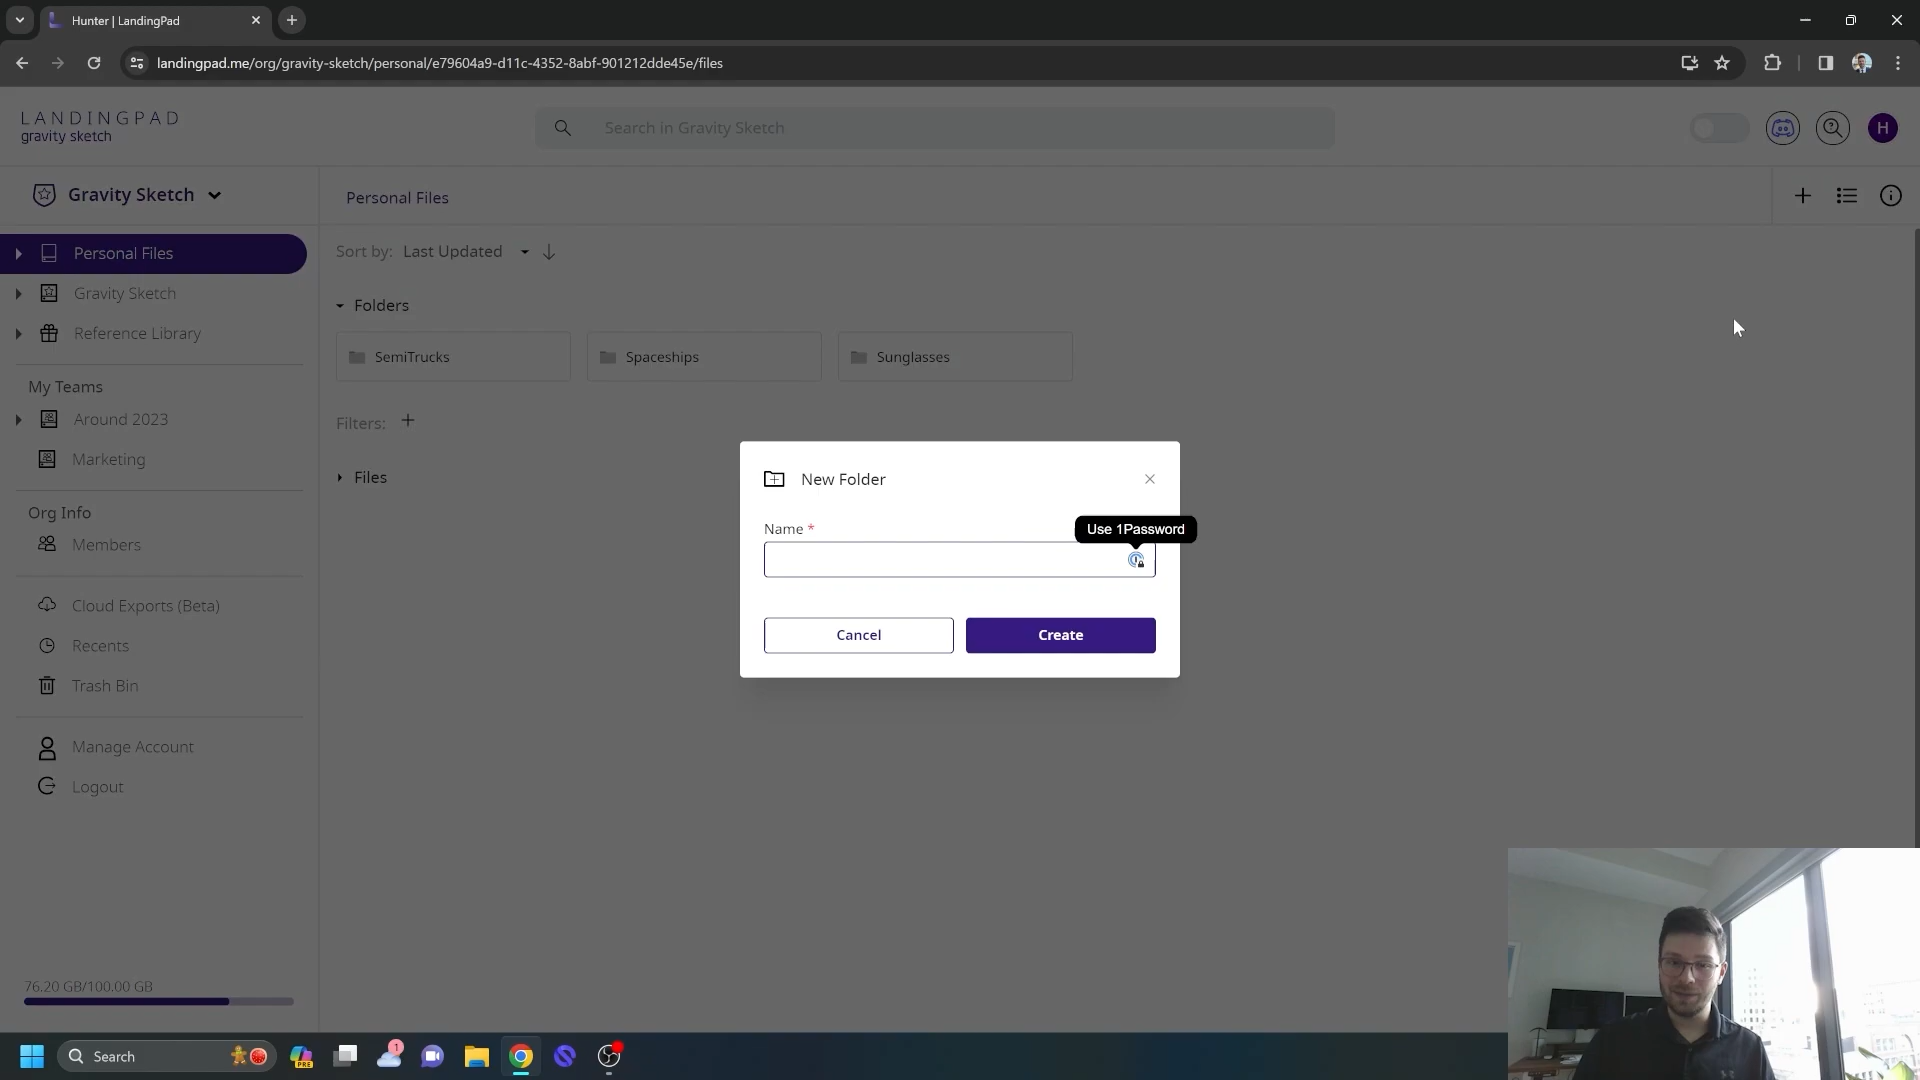 Hunter | LandingPad
landingpad.me/org/gravity-sketch/personal/e79604a9-d11c-4352-8abf-901212dde45e/files
LANDINGPAD
gravity sketch
Search in Gravity Sketch
H
Gravity Sketch
Personal Files
Personal Files
Sort by: Last Updated
Gravity Sketch
Reference Library
Folders
SemiTrucks
Spaceships
Sunglasses
My Teams
Around 2023
Marketing
Filters:
Files
New Folder
Name *
Use 1Password
Cancel
Create
Org Info
Members
Cloud Exports (Beta)
Recents
Trash Bin
Manage Account
Logout
76.20 GB/100.00 GB
Search
PRE
1